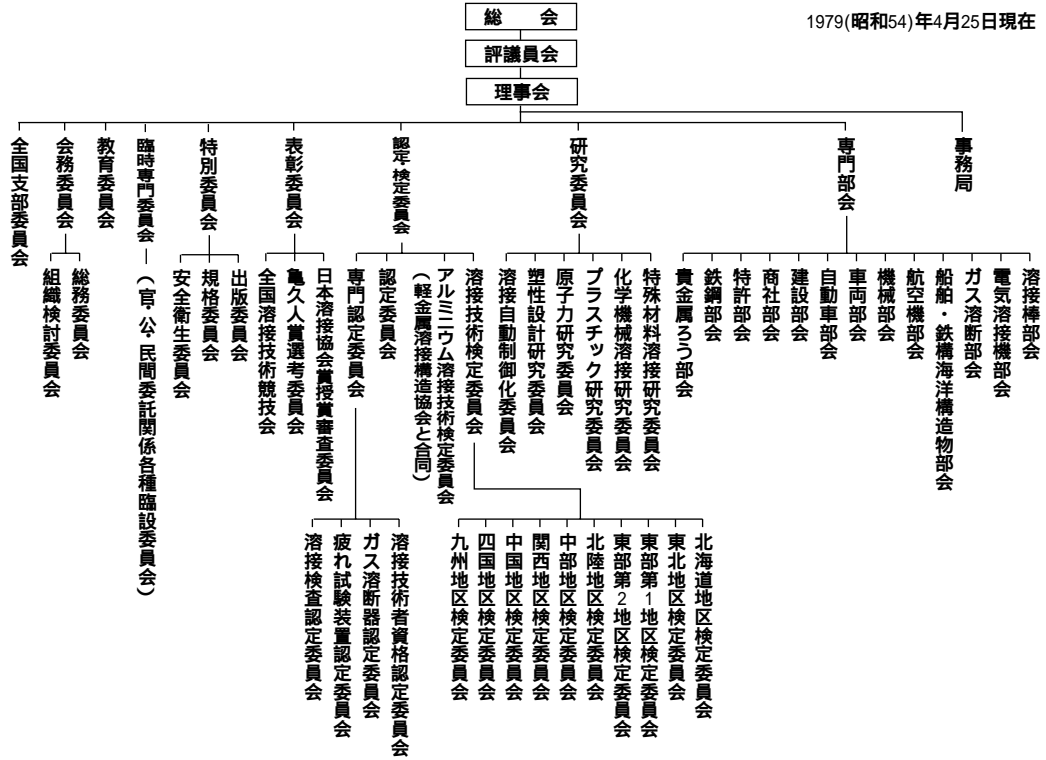 総　会
1979(昭和54)年4月25日現在
評議員会
理事会
事務局
専門部会
研究委員会
認定・検定委員会
表彰委員会
特別委員会
臨時専門委員会
教育委員会
会務委員会
全国支部委員会
溶接棒部会
電気溶接機部会
ガス溶断部会
船舶・鉄構海洋構造物部会
航空機部会
機械部会
車両部会
自動車部会
建設部会
商社部会
特許部会
鉄鋼部会
貴金属ろう部会
特殊材料溶接研究委員会
化学機械溶接研究委員会
プラスチック研究委員会
原子力研究委員会
塑性設計研究委員会
溶接自動制御化委員会
溶接技術検定委員会
アルミニウム溶接技術検定委員会
(軽金属溶接構造協会と合同)
認定委員会
専門認定委員会
日本溶接協会賞授賞審査委員会
亀久人賞選考委員会
全国溶接技術競技会
出版委員会
規格委員会
安全衛生委員会
(官・公・民間委託関係各種臨設委員会)
総務委員会
組織検討委員会
北海道地区検定委員会
東北地区検定委員会
東部第1地区検定委員会
東部第2地区検定委員会
北陸地区検定委員会
中部地区検定委員会
関西地区検定委員会
中国地区検定委員会
四国地区検定委員会
九州地区検定委員会
溶接技術者資格認定委員会
ガス溶断器認定委員会
疲れ試験装置認定委員会
溶接検査認定委員会